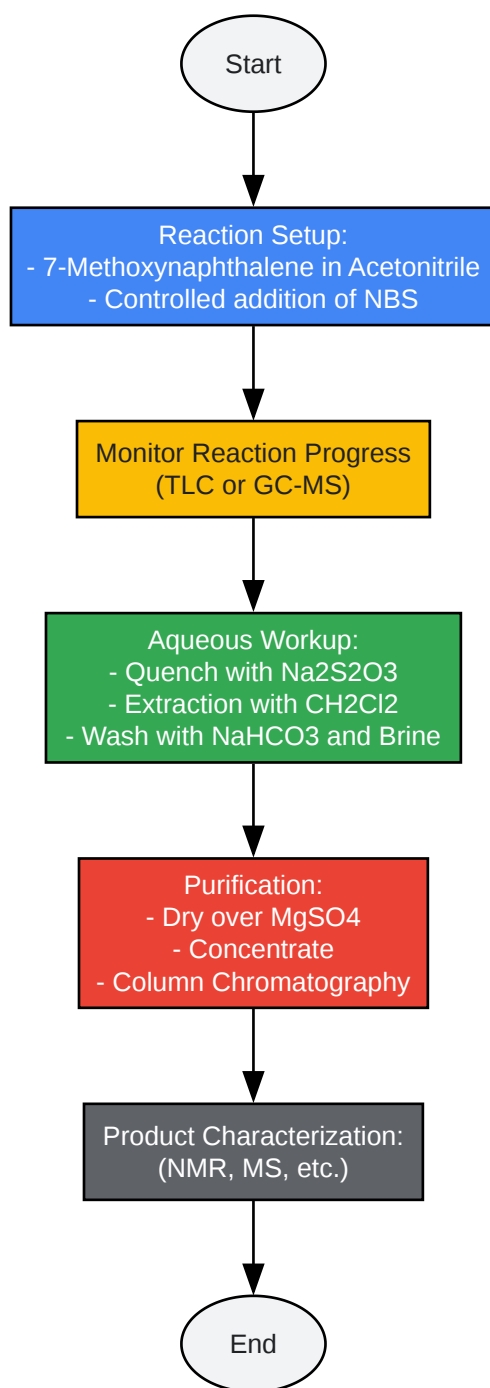 Start
Reaction Setup:
- 7-Methoxynaphthalene in Acetonitrile
- Controlled addition of NBS
Monitor Reaction Progress
(TLC or GC-MS)
Aqueous Workup:
- Quench with Na2S2O3
- Extraction with CH2Cl2
- Wash with NaHCO3 and Brine
Purification:
- Dry over MgSO4
- Concentrate
- Column Chromatography
Product Characterization:
(NMR, MS, etc.)
End